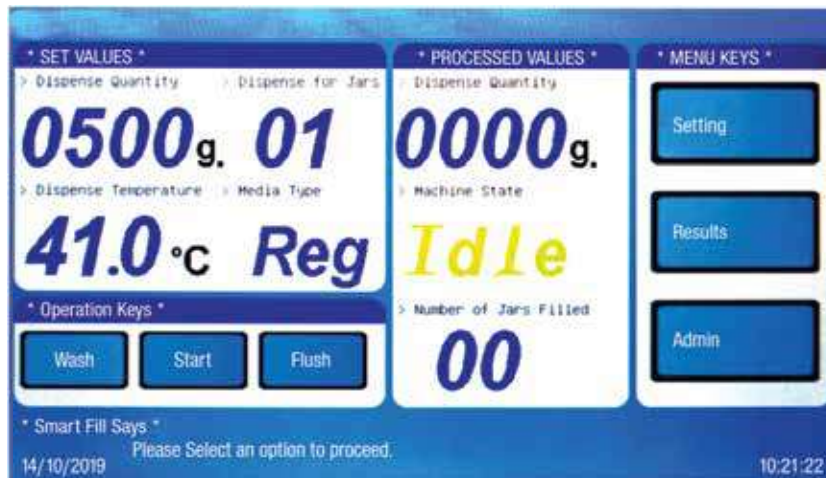 * SET VALUES *
> Dispense Quantity > Dispense for Jars
0500g. 01
> Dispense Temperature > Media Type
41.0 °C Reg
* Operation Keys *
Wash Start Flush
* PROCESSED VALUES *
> Dispense Quantity
0000g.
> Machine State
Idle
> Number of Jars Filled
00
* MENU KEYS *
Setting
Results
Admin
* Smart Fill Says *
Please Select an option to proceed.
14/10/2019 10:21:22